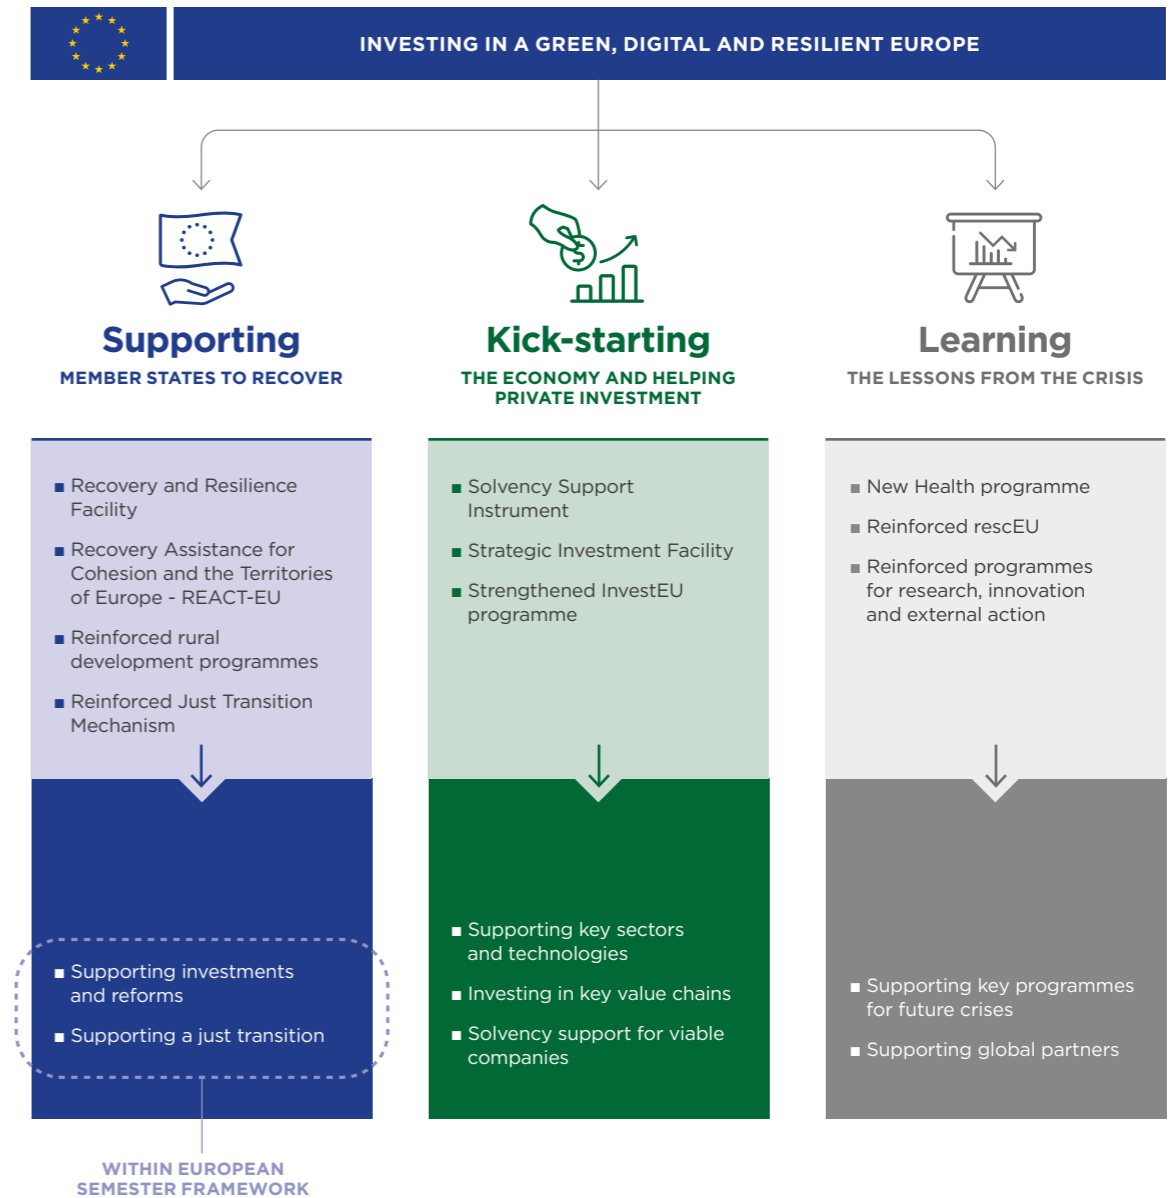 INVESTING IN A GREEN, DIGITAL AND RESILIENT EUROPE
Supporting
MEMBER STATES TO RECOVER
■ Recovery and Resilience
Facility
■ Recovery Assistance for
Cohesion and the Territories
of Europe - REACT-EU
■ Reinforced rural
development programmes
■ Reinforced Just Transition
Mechanism
■ Supporting investments
and reforms
■ Supporting a just transition
WITHIN EUROPEAN
SEMESTER FRAMEWORK
$
Kick-starting
THE ECONOMY AND HELPING
PRIVATE INVESTMENT
■ Solvency Support
Instrument
■ Strategic Investment Facility
■ Strengthened InvestEU
programme
■ Supporting key sectors
and technologies
■ Investing in key value chains
■ Solvency support for viable
companies
Learning
THE LESSONS FROM THE CRISIS
■ New Health programme
■ Reinforced rescEU
■ Reinforced programmes
for research, innovation
and external action
■ Supporting key programmes
for future crises
■ Supporting global partners